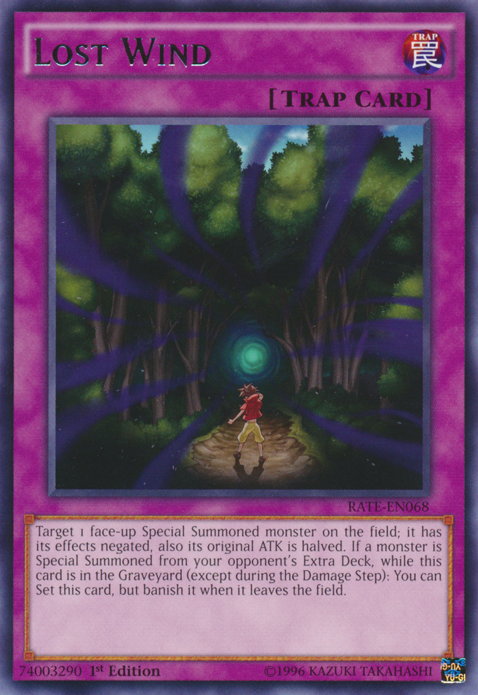 LOST WIND
TRAP
罠
[TRAP CARD]
RATE-EN068
Target 1 face-up Special Summoned monster on the field; it has
its effects negated, also its original ATK is halved. If a monster is
Special Summoned from your opponent's Extra Deck, while this
card is in the Graveyard (except during the Damage Step): You can
Set this card, but banish it when it leaves the field.
74003290 1st Edition ©1996 KAZUKI TAKAHASHI
YU-GI